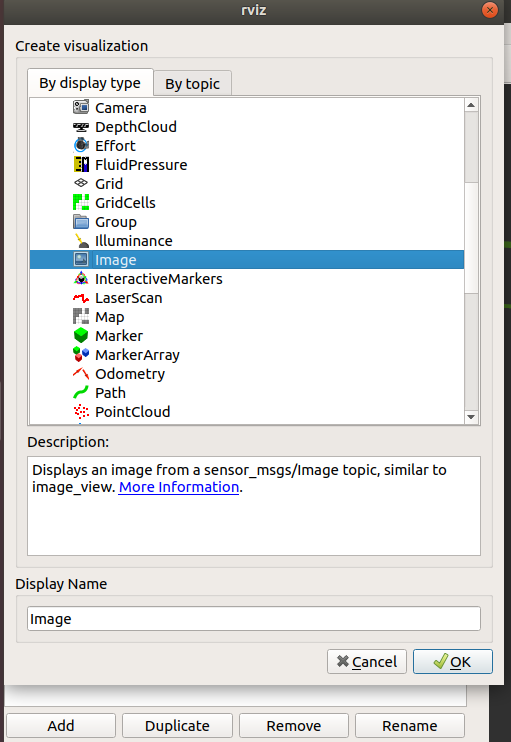 rviz
Create visualization
By display type
By topic
Camera
DepthCloud
Effort
FluidPressure
Grid
GridCells
Group
Illuminance
Image
InteractiveMarkers
LaserScan
Map
Marker
MarkerArray
Odometry
Path
PointCloud
Description:
Displays an image from a sensor_msgs/Image topic, similar to
image_view. More Information.
Display Name
Image
Cancel
OK
Add
Duplicate
Remove
Rename